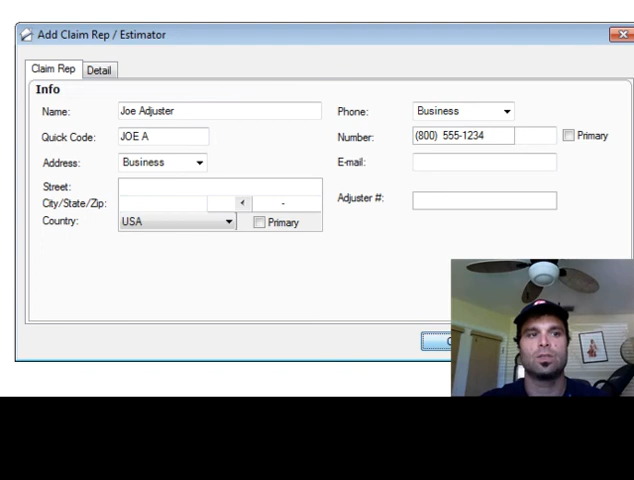 Add Claim Rep / Estimator
Claim Rep Detail
Info
Name: Joe Adjuster
Phone: Business
Quick Code: JOE A
Number: (800) 555-1234 Primary
Address: Business
E-mail:
Street:
City/State/Zip: -
Adjuster #:
Country: USA Primary